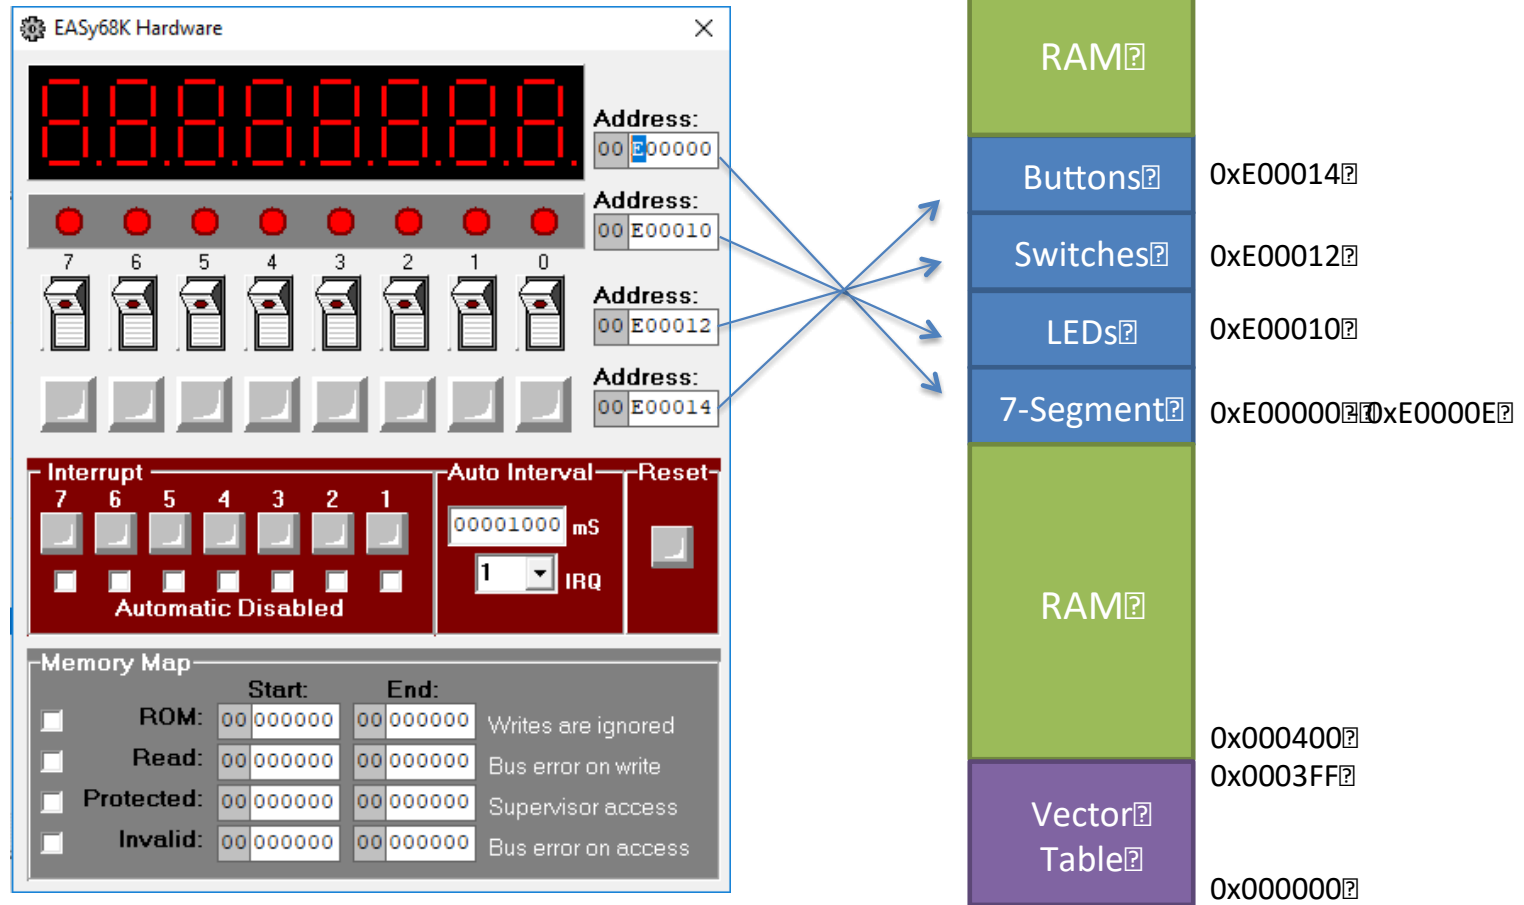 EASy68K Hardware
Address:
00 E00000
Address:
00 E00010
7 6 5 4 3 2 1 0
Address:
00 E00012
Address:
00 E00014
Interrupt
7 6 5 4 3 2 1
Automatic Disabled
Auto Interval
00001000 mS
1 IRQ
Reset
Memory Map
Start: End:
ROM: 00 000000 00 000000 Writes are ignored
Read: 00 000000 00 000000 Bus error on write
Protected: 00 000000 00 000000 Supervisor access
Invalid: 00 000000 00 000000 Bus error on access
RAM⍰
Buttons⍰ 0xE00014⍰
Switches⍰ 0xE00012⍰
LEDs⍰ 0xE00010⍰
7-Segment⍰ 0xE00000⍰-⍰0xE0000E⍰
RAM⍰
0x000400⍰
0x0003FF⍰
Vector⍰
Table⍰
0x000000⍰